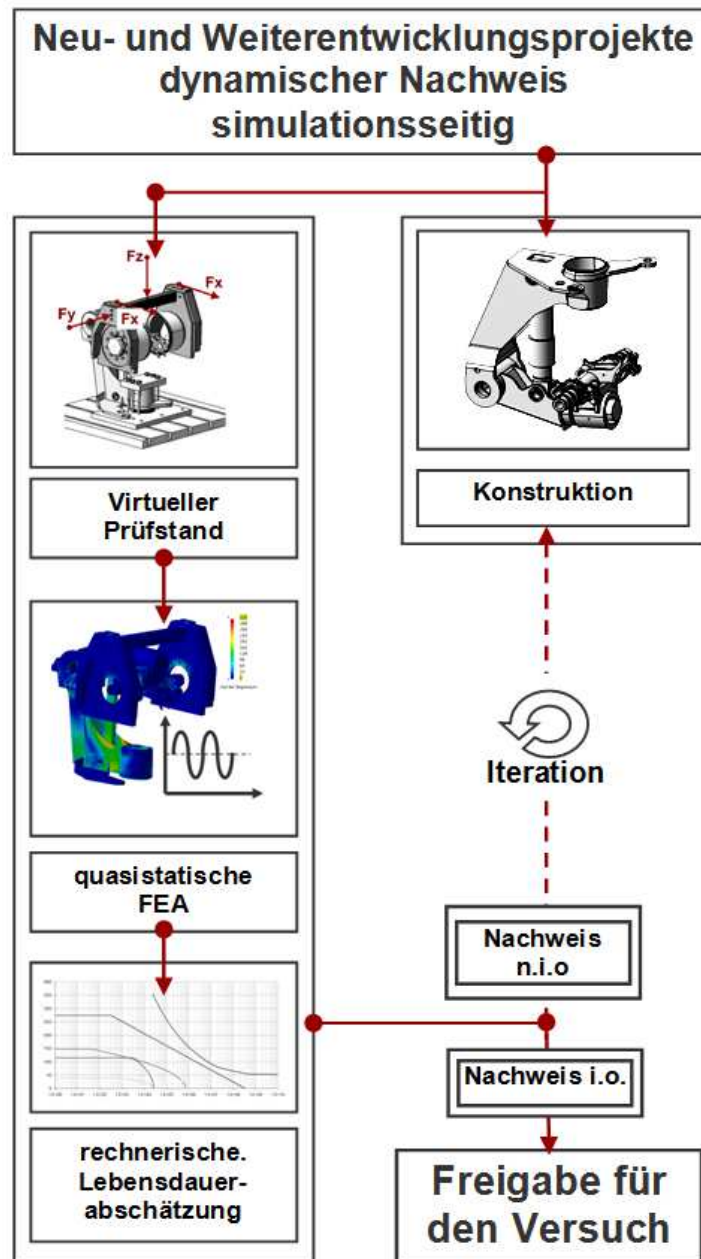 Neu- und Weiterentwicklungsprojekte
dynamischer Nachweis
simulationsseitig
Fz
Fx
Fy
Fx
Virtueller
Prüfstand
Konstruktion
quasistatische
FEA
Iteration
Nachweis
n.i.o
Nachweis i.o.
rechnerische.
Lebensdauer-
abschätzung
Freigabe für
den Versuch